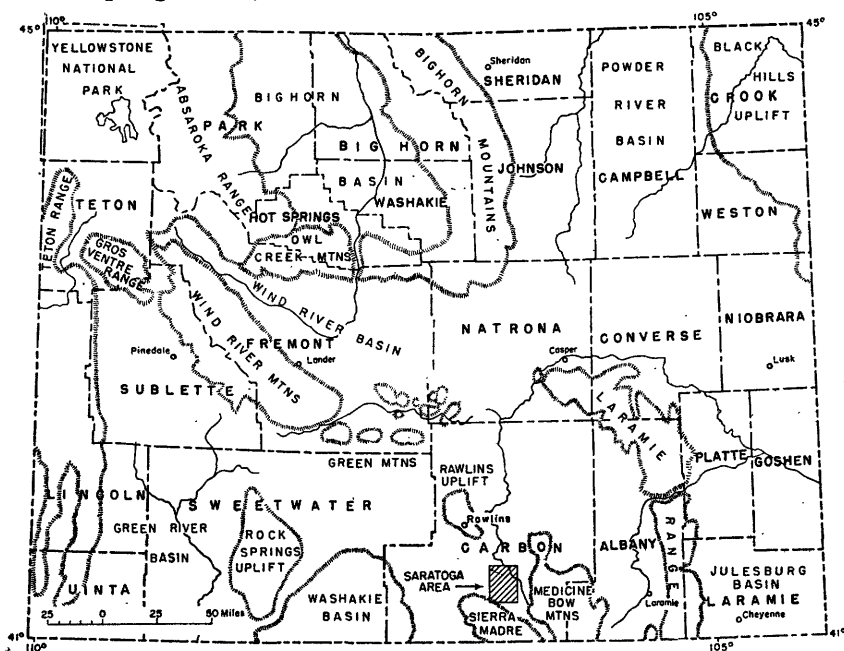 110°
105°
45°
45°
YELLOWSTONE
NATIONAL
PARK
ABSAROKA RANGE
PARK
BIGHORN
BIG HORN
BASIN
WASHAKIE
BIGHORN
MOUNTAINS
Sheridan
SHERIDAN
JOHNSON
POWDER
RIVER
BASIN
CAMPBELL
BLACK
HILLS
CROOK
UPLIFT
WESTON
TETON
TETON RANGE
GROS
VENTRE
RANGE
HOT SPRINGS
OWL
CREEK MTNS
WIND RIVER BASIN
WIND RIVER MTNS
FREMONT
Lander
Pinedale
SUBLETTE
NATRONA
CONVERSE
NIOBRARA
Casper
Lusk
LARAMIE
RANGE
PLATTE
GOSHEN
GREEN MTNS
RAWLINS
UPLIFT
Rawlins
LINCOLN
SWEETWATER
GREEN RIVER
BASIN
ROCK
SPRINGS
UPLIFT
UINTA
CARBON
ALBANY
SARATOGA
AREA
WASHAKIE
BASIN
SIERRA
MADRE
MEDICINE
BOW
MTNS
Laramie
JULESBURG
BASIN
LARAMIE
Cheyenne
25 0 25 50 Miles
41°
110°
105°
41°